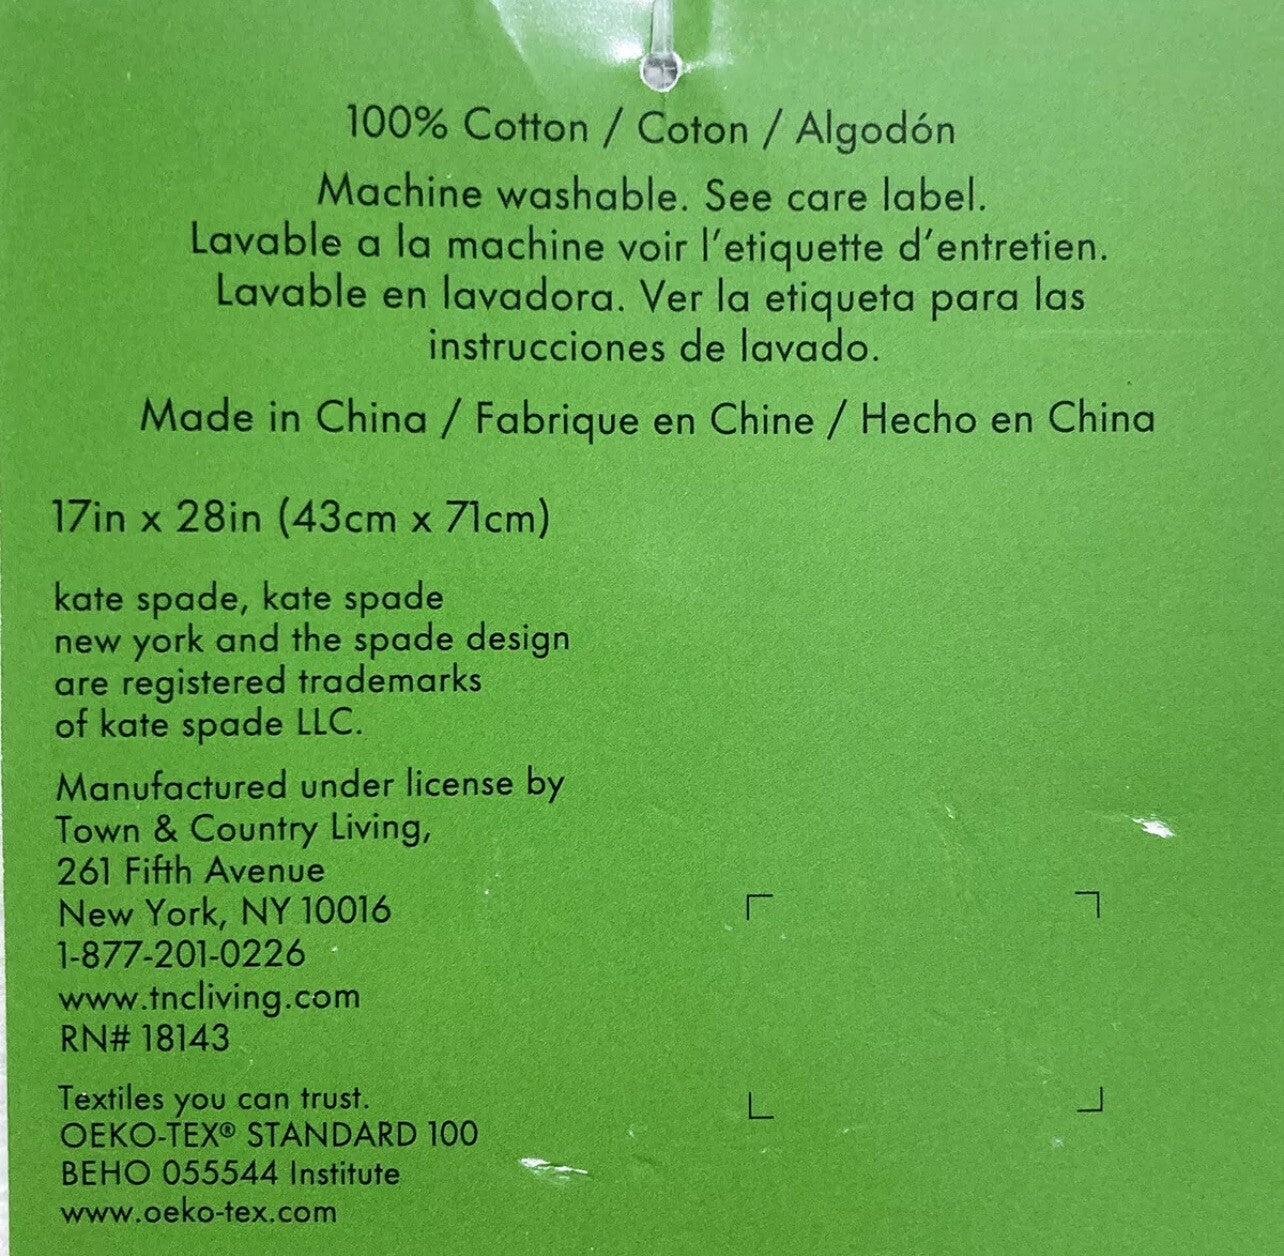 100% Cotton / Coton / Algodón
Machine washable. See care label.
Lavable a la machine voir l'etiquette d'entretien.
Lavable en lavadora. Ver la etiqueta para las
instrucciones de lavado.
Made in China / Fabrique en Chine / Hecho en China
17in x 28in (43cm x 71cm)
kate spade, kate spade
new york and the spade design
are registered trademarks
of kate spade LLC.
Manufactured under license by
Town & Country Living,
261 Fifth Avenue
New York, NY 10016
1-877-201-0226
www.tncliving.com
RN# 18143
Textiles you can trust.
OEKO-TEX® STANDARD 100
BEHO 055544 Institute
www.oeko-tex.com